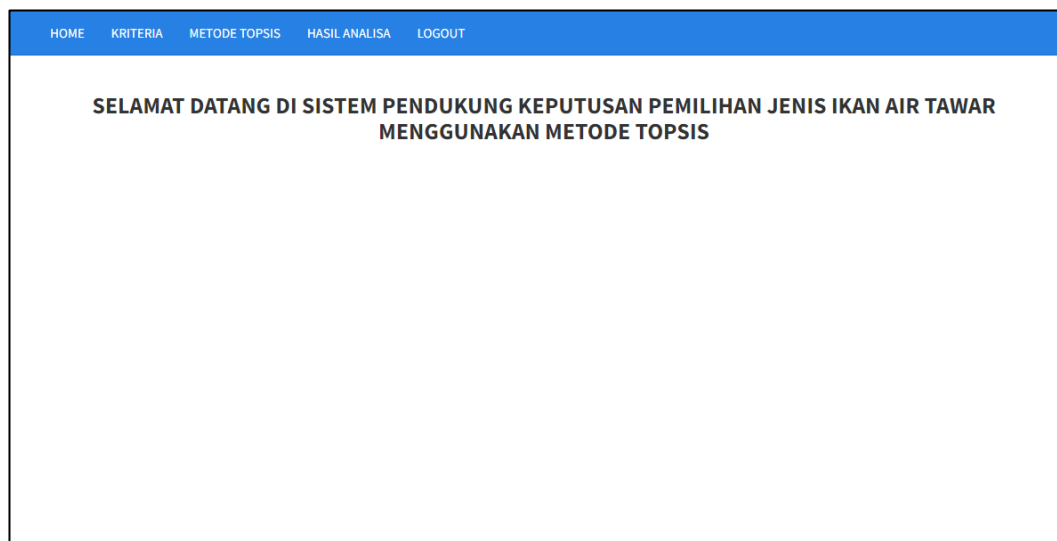 HOME KRITERIA METODE TOPSIS HASIL ANALISA LOGOUT
SELAMAT DATANG DI SISTEM PENDUKUNG KEPUTUSAN PEMILIHAN JENIS IKAN AIR TAWAR
MENGGUNAKAN METODE TOPSIS